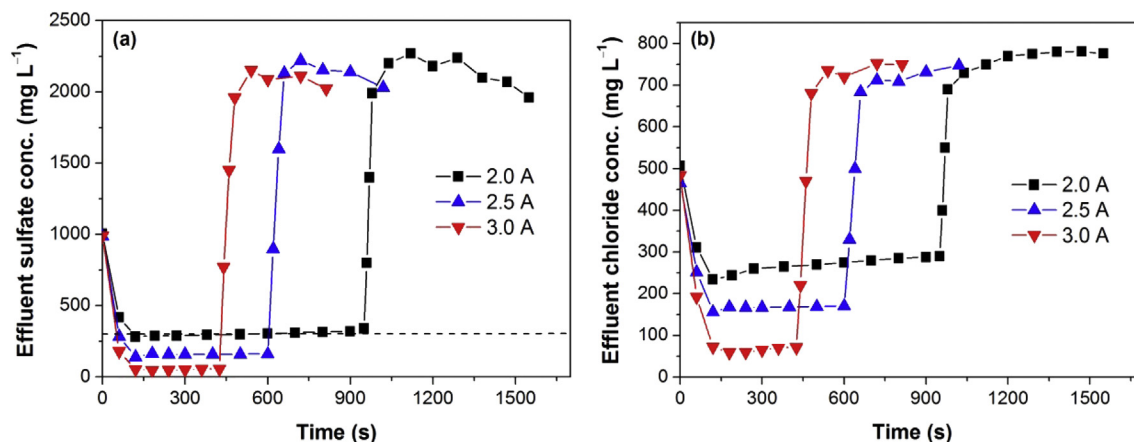 (a)
Effluent sulfate conc. (mg L⁻¹)
2500
2000
1500
1000
500
0
2.0 A
2.5 A
3.0 A
0 300 600 900 1200 1500
Time (s)
(b)
Effluent chloride conc. (mg L⁻¹)
800
700
600
500
400
300
200
100
0
2.0 A
2.5 A
3.0 A
0 300 600 900 1200 1500
Time (s)